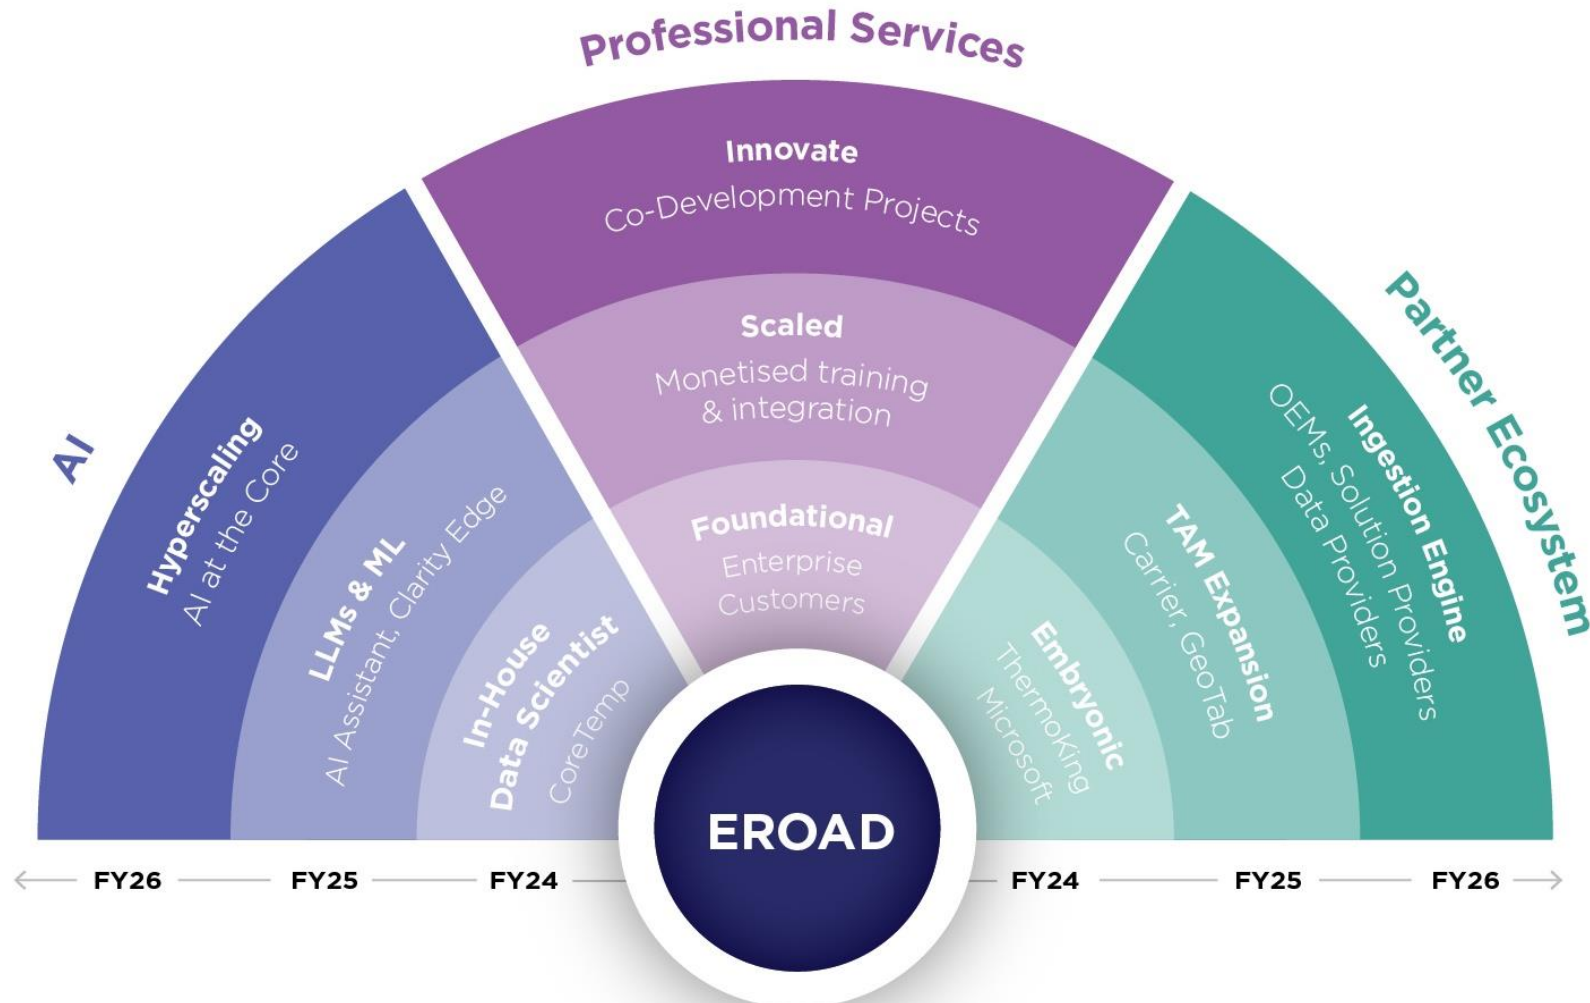 Professional Services
Innovate
Co-Development Projects
Scaled
Monetised training
& integration
Foundational
Enterprise
Customers
AI
Hyperscaling
AI at the Core
LLMs & ML
AI Assistant, Clarity Edge
In-House
Data Scientist
CoreTemp
Partner Ecosystem
Ingestion Engine
OEMs, Solution Providers
Data Providers
TAM Expansion
Carrier, GeoTab
Embryonic
ThermoKing
Microsoft
EROAD
FY26 FY25 FY24 FY24 FY25 FY26